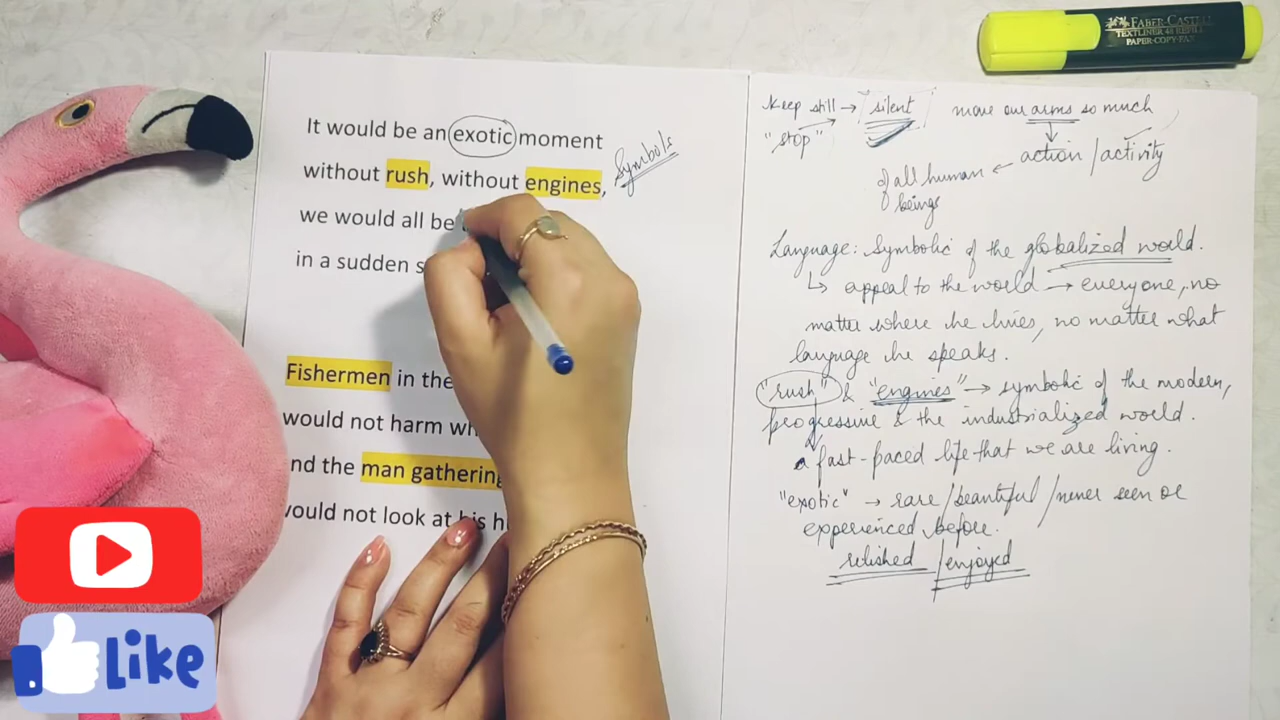 It would be an exotic moment
without rush, without engines,
Symbols
we would all be
in a sudden s
Fishermen in the
would not harm wh
nd the man gathering
would not look at his h
Keep still → silent
"stop"
move our arms so much
action / activity
of all human
beings
Language: Symbolic of the globalized world.
↳ appeal to the world → everyone, no
matter where he lives, no matter what
language he speaks.
"rush" & "engines" → symbolic of the modern,
progressive & the industrialized world.
a fast-paced life that we are living.
"exotic" → rare/beautiful/never seen or
experienced before.
relished / enjoyed
FABER-CASTELL
TEXTLINER 48 REFILL
PAPER-COPY-FAX
LIKE